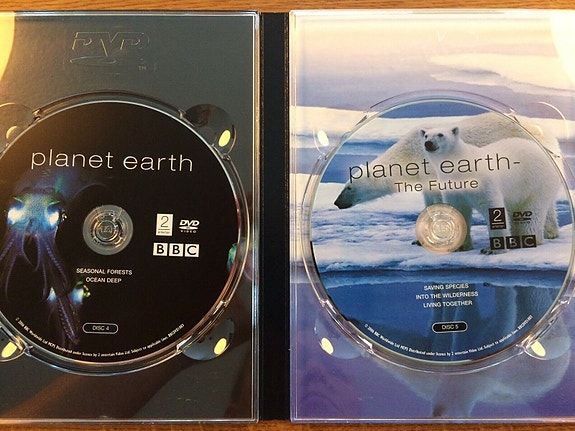 DVD
planet earth
2
DVD
VIDEO
BBC
SEASONAL FORESTS
OCEAN DEEP
DISC 4
planet earth-
The Future
2
DVD
BBC
SAVING SPECIES
INTO THE WILDERNESS
LIVING TOGETHER
DISC 5